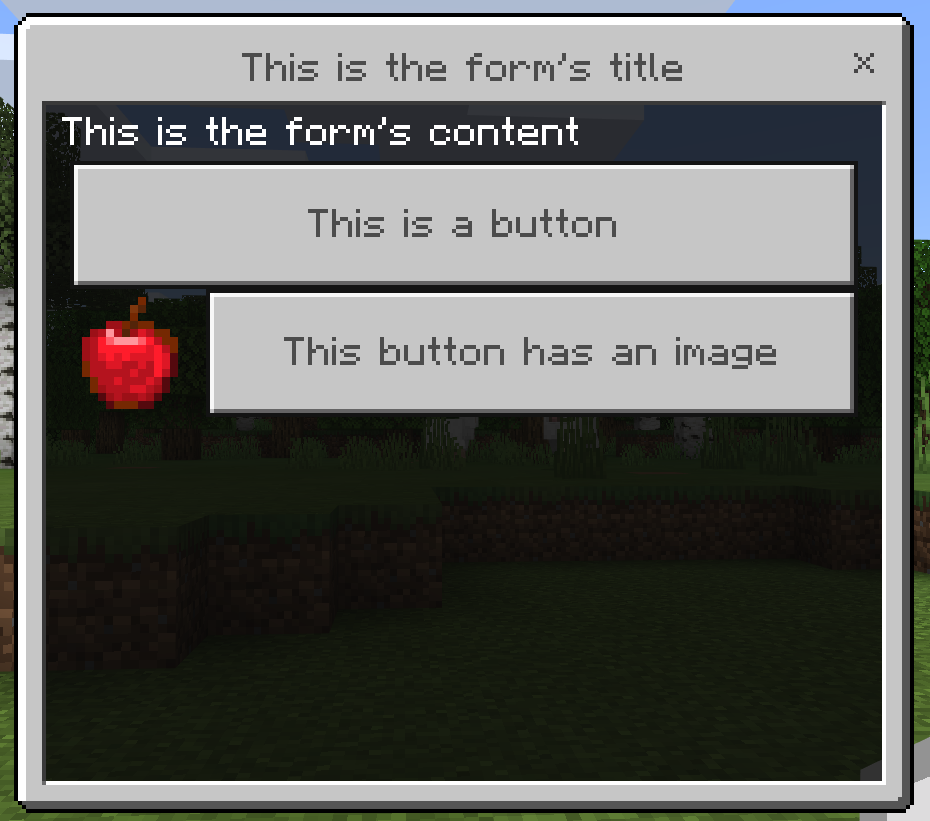 This is the form's title
This is the form's content
This is a button
This button has an image